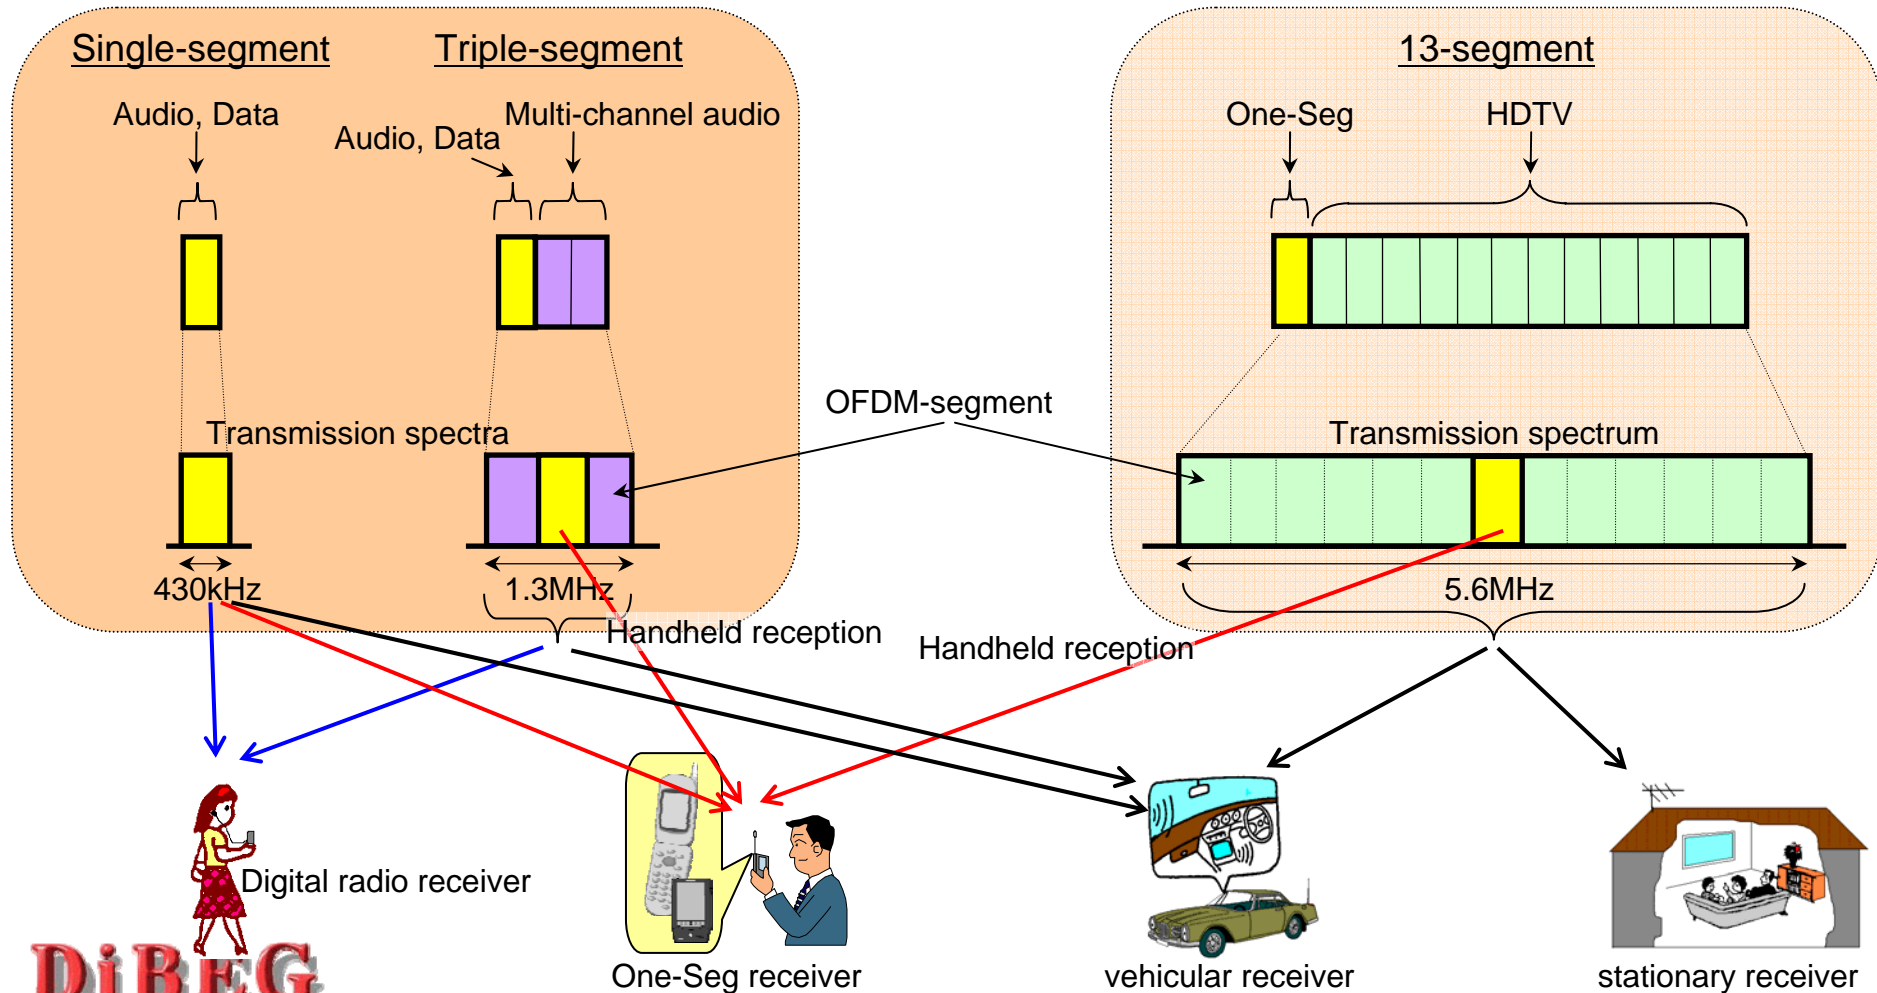 Single-segment
Triple-segment
13-segment
Audio, Data
Audio, Data
Multi-channel audio
One-Seg
HDTV
OFDM-segment
Transmission spectra
Transmission spectrum
430kHz
1.3MHz
5.6MHz
Handheld reception
Handheld reception
Digital radio receiver
One-Seg receiver
vehicular receiver
stationary receiver
DiBEG